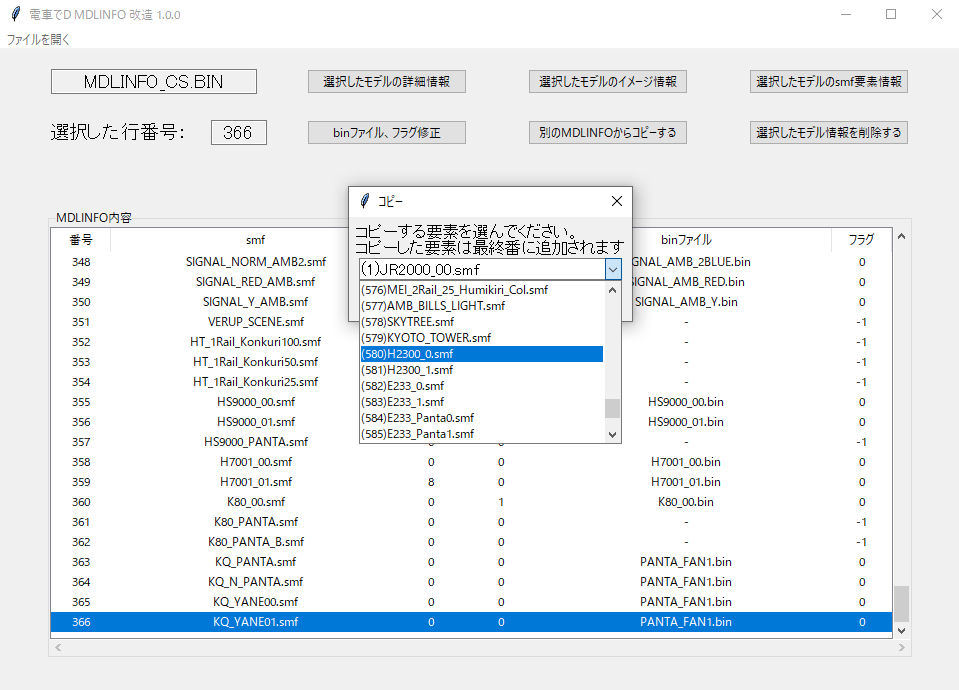 電車でD MDLINFO 改造 1.0.0
ファイルを開く
MDLINFO_CS.BIN
選択したモデルの詳細情報
選択したモデルのイメージ情報
選択したモデルのsmf要素情報
選択した行番号:
366
binファイル、フラグ修正
別のMDLINFOからコピーする
選択したモデル情報を削除する
MDLINFO内容
番号 smf binファイル フラグ
348 SIGNAL_NORM_AMB2.smf GNAL_AMB_2BLUE.bin 0
349 SIGNAL_RED_AMB.smf SIGNAL_AMB_RED.bin 0
350 SIGNAL_Y_AMB.smf SIGNAL_AMB_Y.bin 0
351 VERUP_SCENE.smf - -1
352 HT_1Rail_Konkuri100.smf - -1
353 HT_1Rail_Konkuri50.smf - -1
354 HT_1Rail_Konkuri25.smf - -1
355 HS9000_00.smf HS9000_00.bin 0
356 HS9000_01.smf HS9000_01.bin 0
357 HS9000_PANTA.smf - -1
358 H7001_00.smf 0 0 H7001_00.bin 0
359 H7001_01.smf 8 0 H7001_01.bin 0
360 K80_00.smf 0 1 K80_00.bin 0
361 K80_PANTA.smf 0 0 - -1
362 K80_PANTA_B.smf 0 0 - -1
363 KQ_PANTA.smf 0 0 PANTA_FAN1.bin 0
364 KQ_N_PANTA.smf 0 0 PANTA_FAN1.bin 0
365 KQ_YANE00.smf 0 0 PANTA_FAN1.bin 0
366 KQ_YANE01.smf 0 0 PANTA_FAN1.bin 0
コピー
コピーする要素を選んでください。
コピーした要素は最終番に追加されます
(1)JR2000_00.smf
(576)MEI_2Rail_25_Humikiri_Col.smf
(577)AMB_BILLS_LIGHT.smf
(578)SKYTREE.smf
(579)KYOTO_TOWER.smf
(580)H2300_0.smf
(581)H2300_1.smf
(582)E233_0.smf
(583)E233_1.smf
(584)E233_Panta0.smf
(585)E233_Panta1.smf